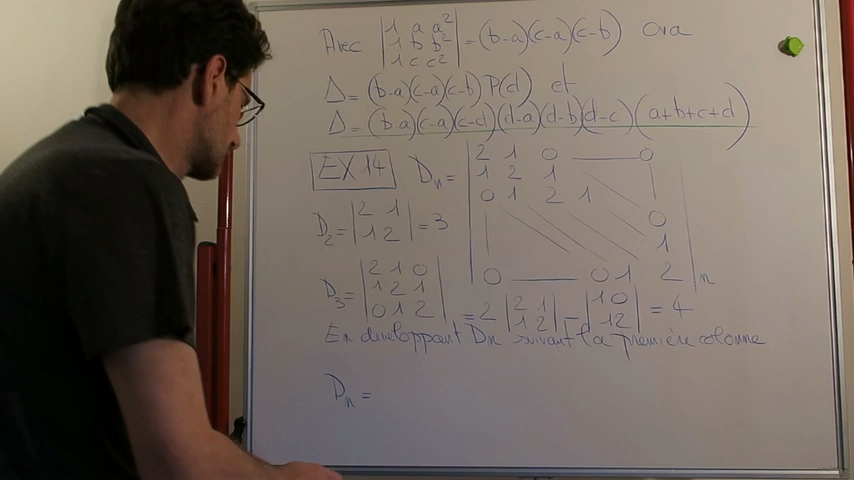 Avec | 1 a a² | 1 b b² | 1 c c² | = (b-a)(c-a)(c-b) on a
Δ = (b-a)(c-a)(c-b) P(d) et
Δ = (b-a)(c-a)(c-d)(d-a)(d-b)(d-c)(a+b+c+d)
EX 14 Dn =
2 1 0 — 0
1 2 1
0 1 2 1
0
1
0 — 0 1 2 n
D2 = | 2 1 | 1 2 | = 3
D3 = | 2 1 0 | 1 2 1 | 0 1 2 | = 2 | 2 1 | 1 2 | - | 1 0 | 1 2 | = 4
En développant Dn suivant la première colonne
Dn =